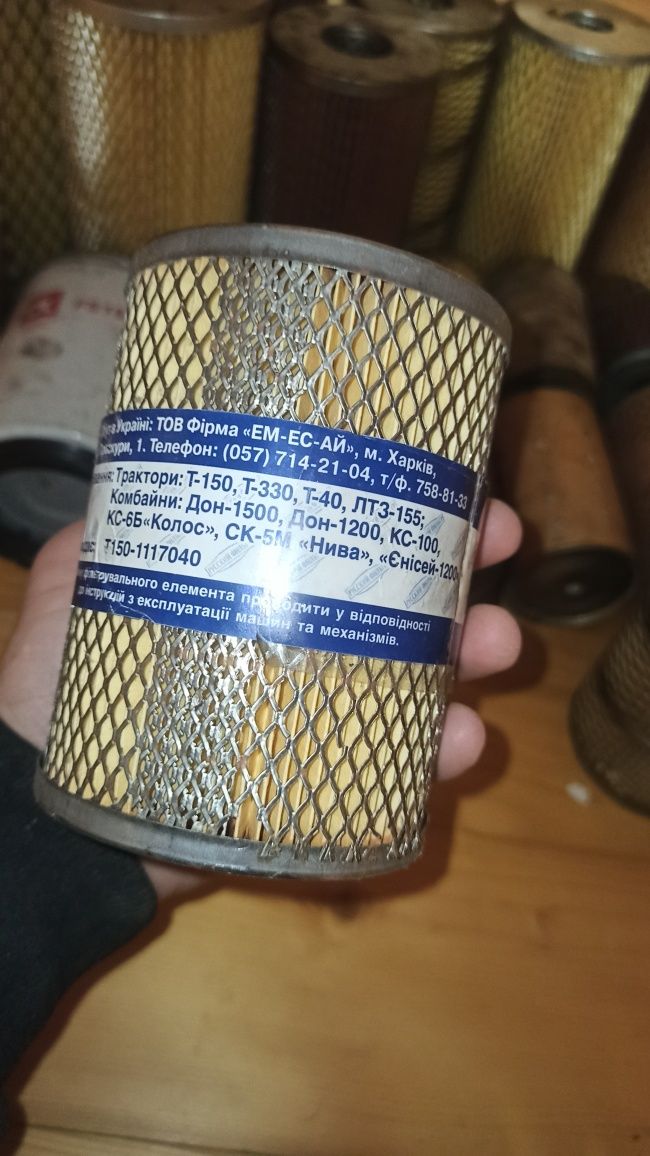 в Україні: ТОВ Фірма «ЕМ-ЕС-АЙ», м. Харків,
1. Телефон: (057) 714-21-04, т/ф. 758-81-33
Трактори: Т-150, Т-330, Т-40, ЛТЗ-155;
Комбайни: Дон-1500, Дон-1200, КС-100,
КС-6Б«Колос», СК-5М «Нива», «Єнісей-1200»
Т150-1117040
фільтрувального елемента проводити у відповідності
до інструкцій з експлуатації машин та механізмів.